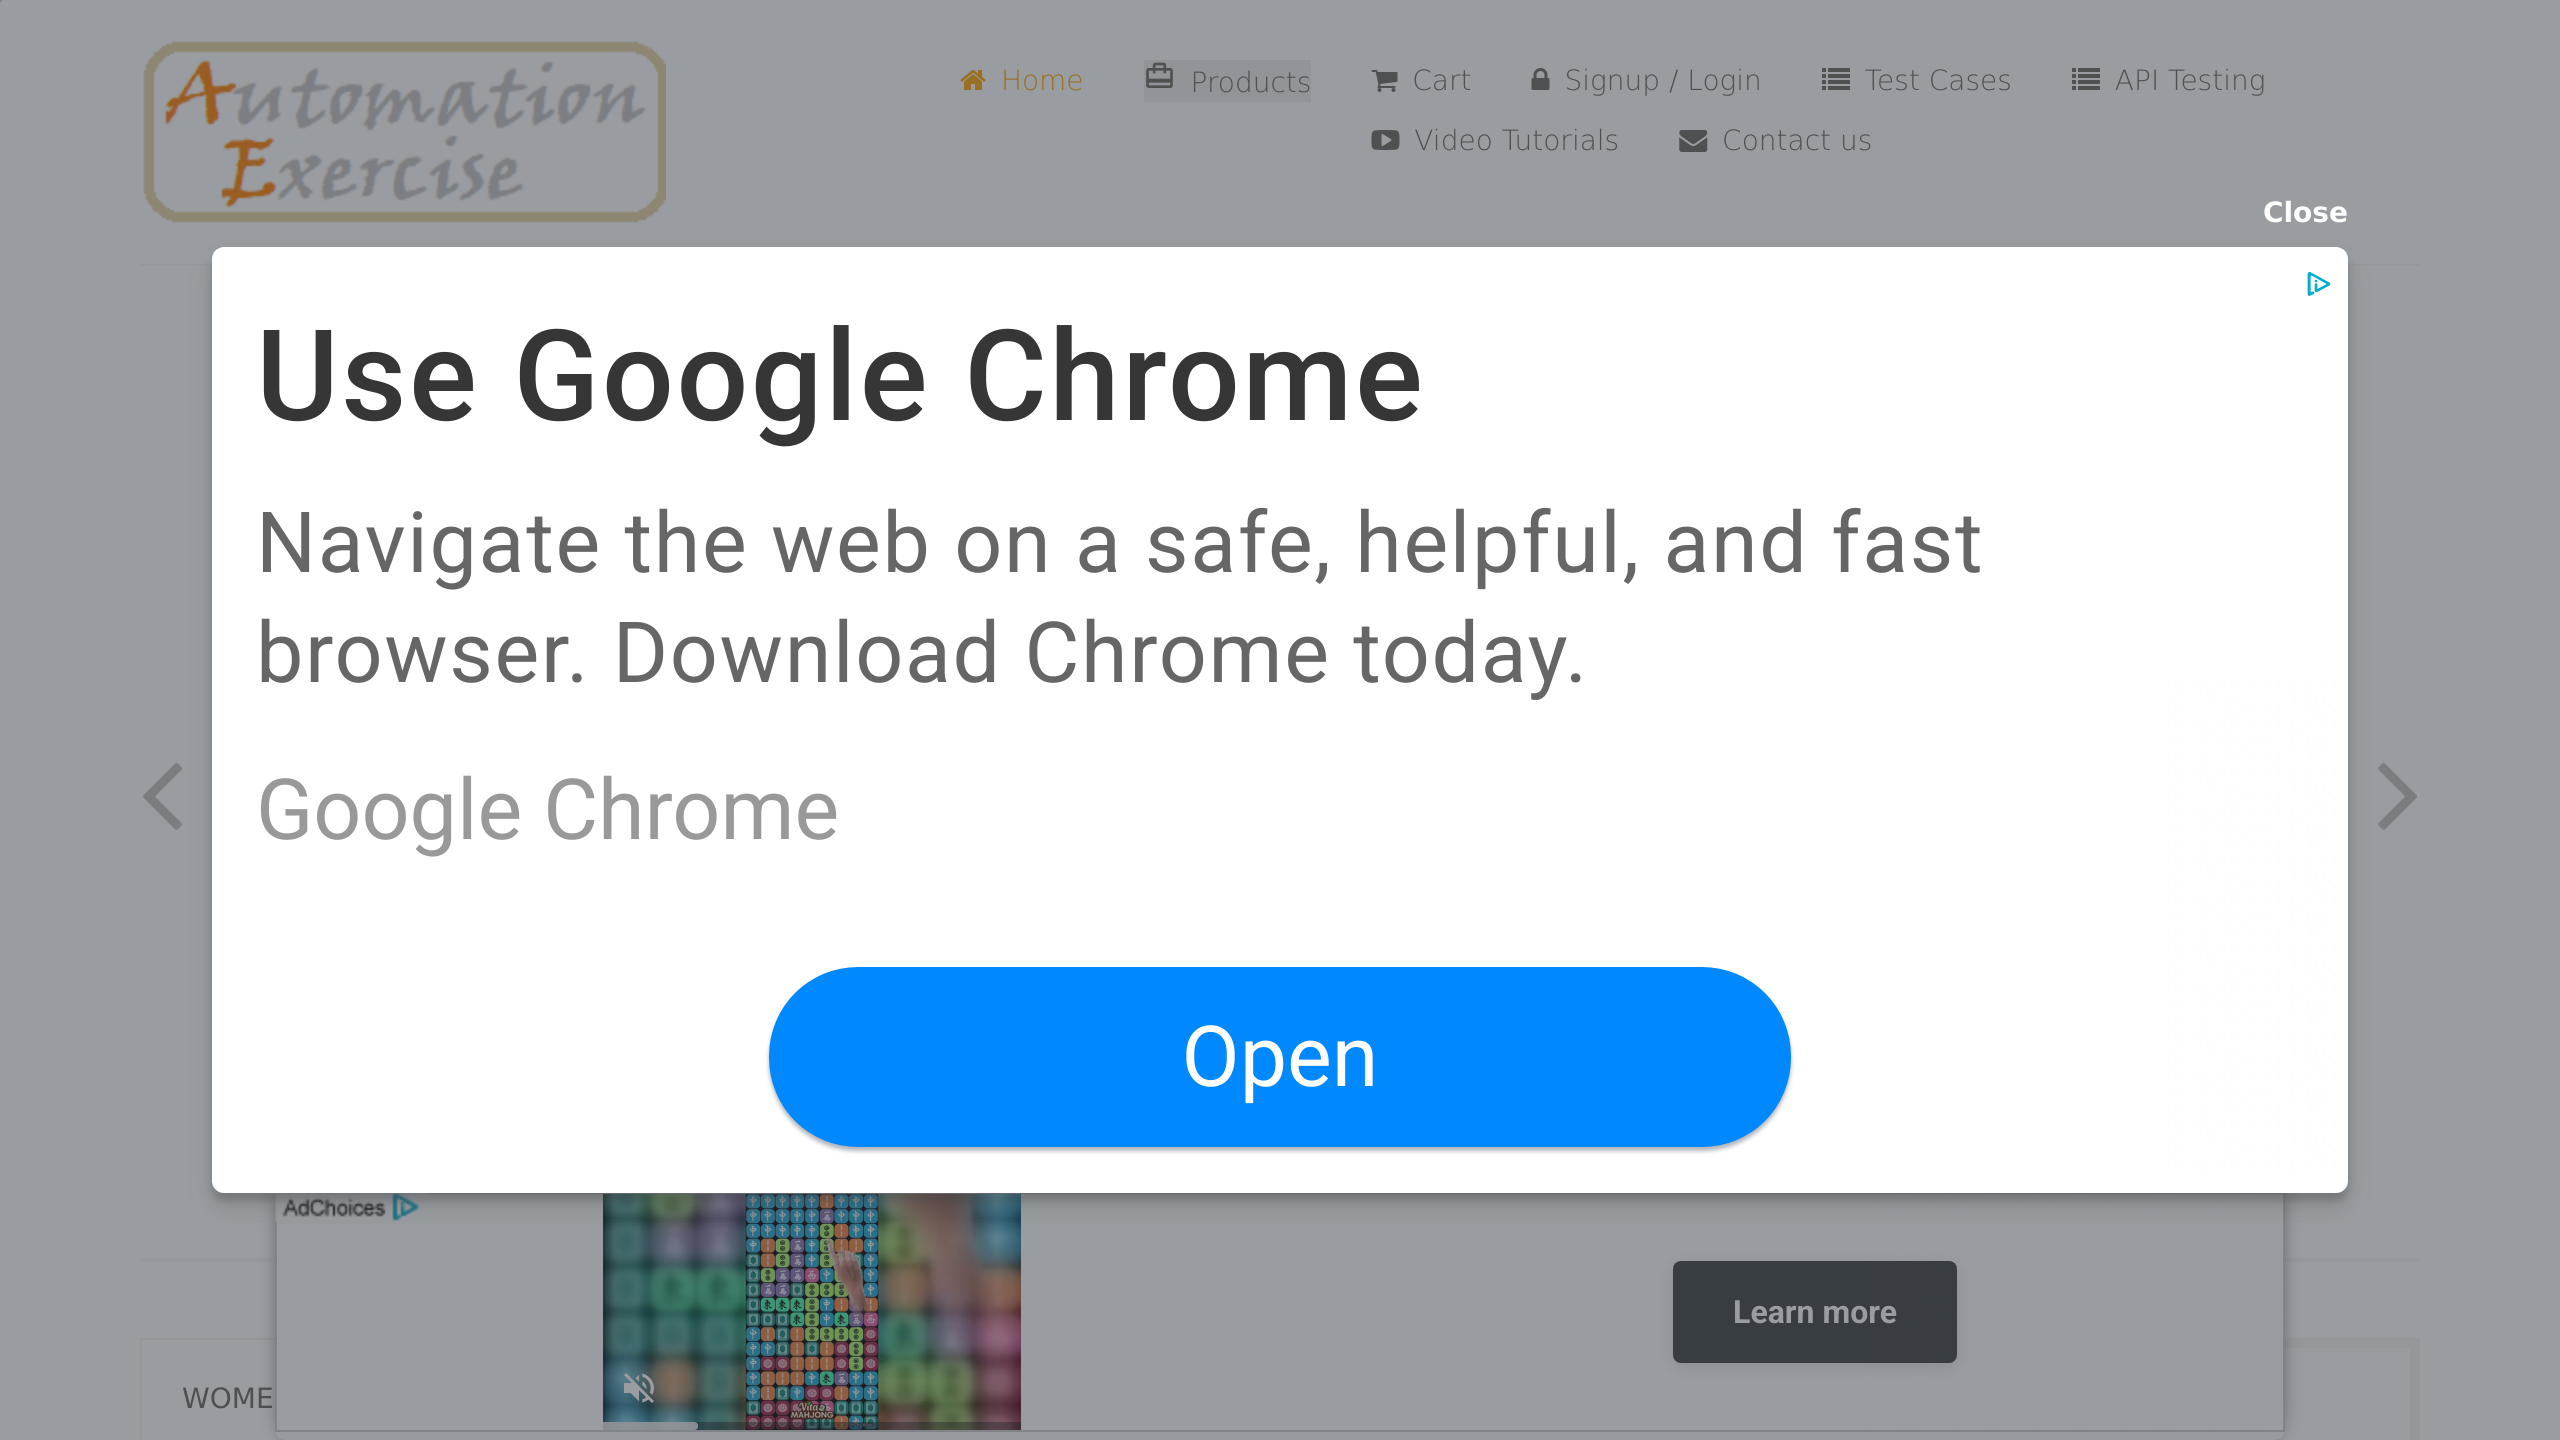 Automation
Exercise
Home
Products
Cart
Signup / Login
Test Cases
API Testing
Video Tutorials
Contact us
Close
Use Google Chrome
Navigate the web on a safe, helpful, and fast
browser. Download Chrome today.
Google Chrome
Open
AdChoices
Vita
MAHJONG
Learn more
WOME